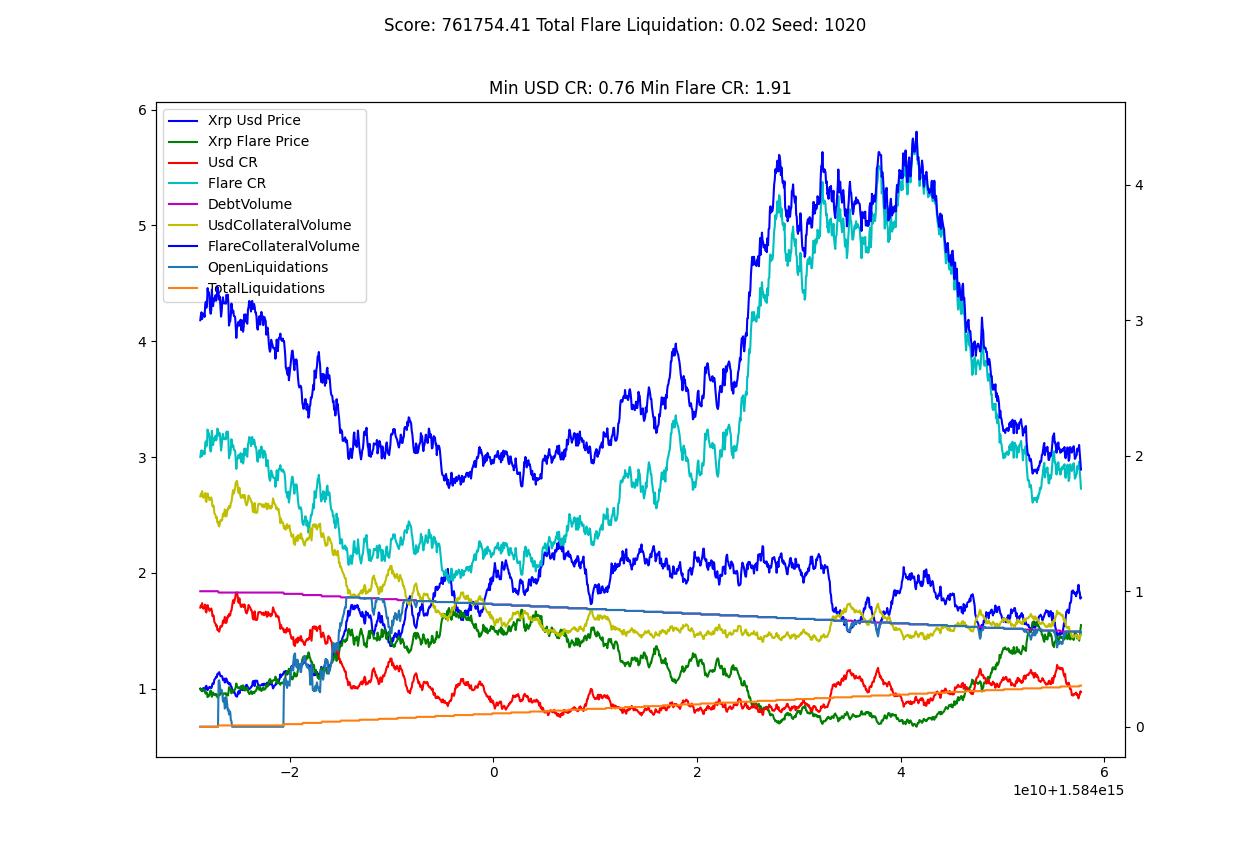 Score: 761754.41 Total Flare Liquidation: 0.02 Seed: 1020
Min USD CR: 0.76 Min Flare CR: 1.91
Xrp Usd Price
Xrp Flare Price
Usd CR
Flare CR
DebtVolume
UsdCollateralVolume
FlareCollateralVolume
OpenLiquidations
TotalLiquidations
6
5
4
3
2
1
4
3
2
1
0
−2
0
2
4
6
1e10+1.584e15